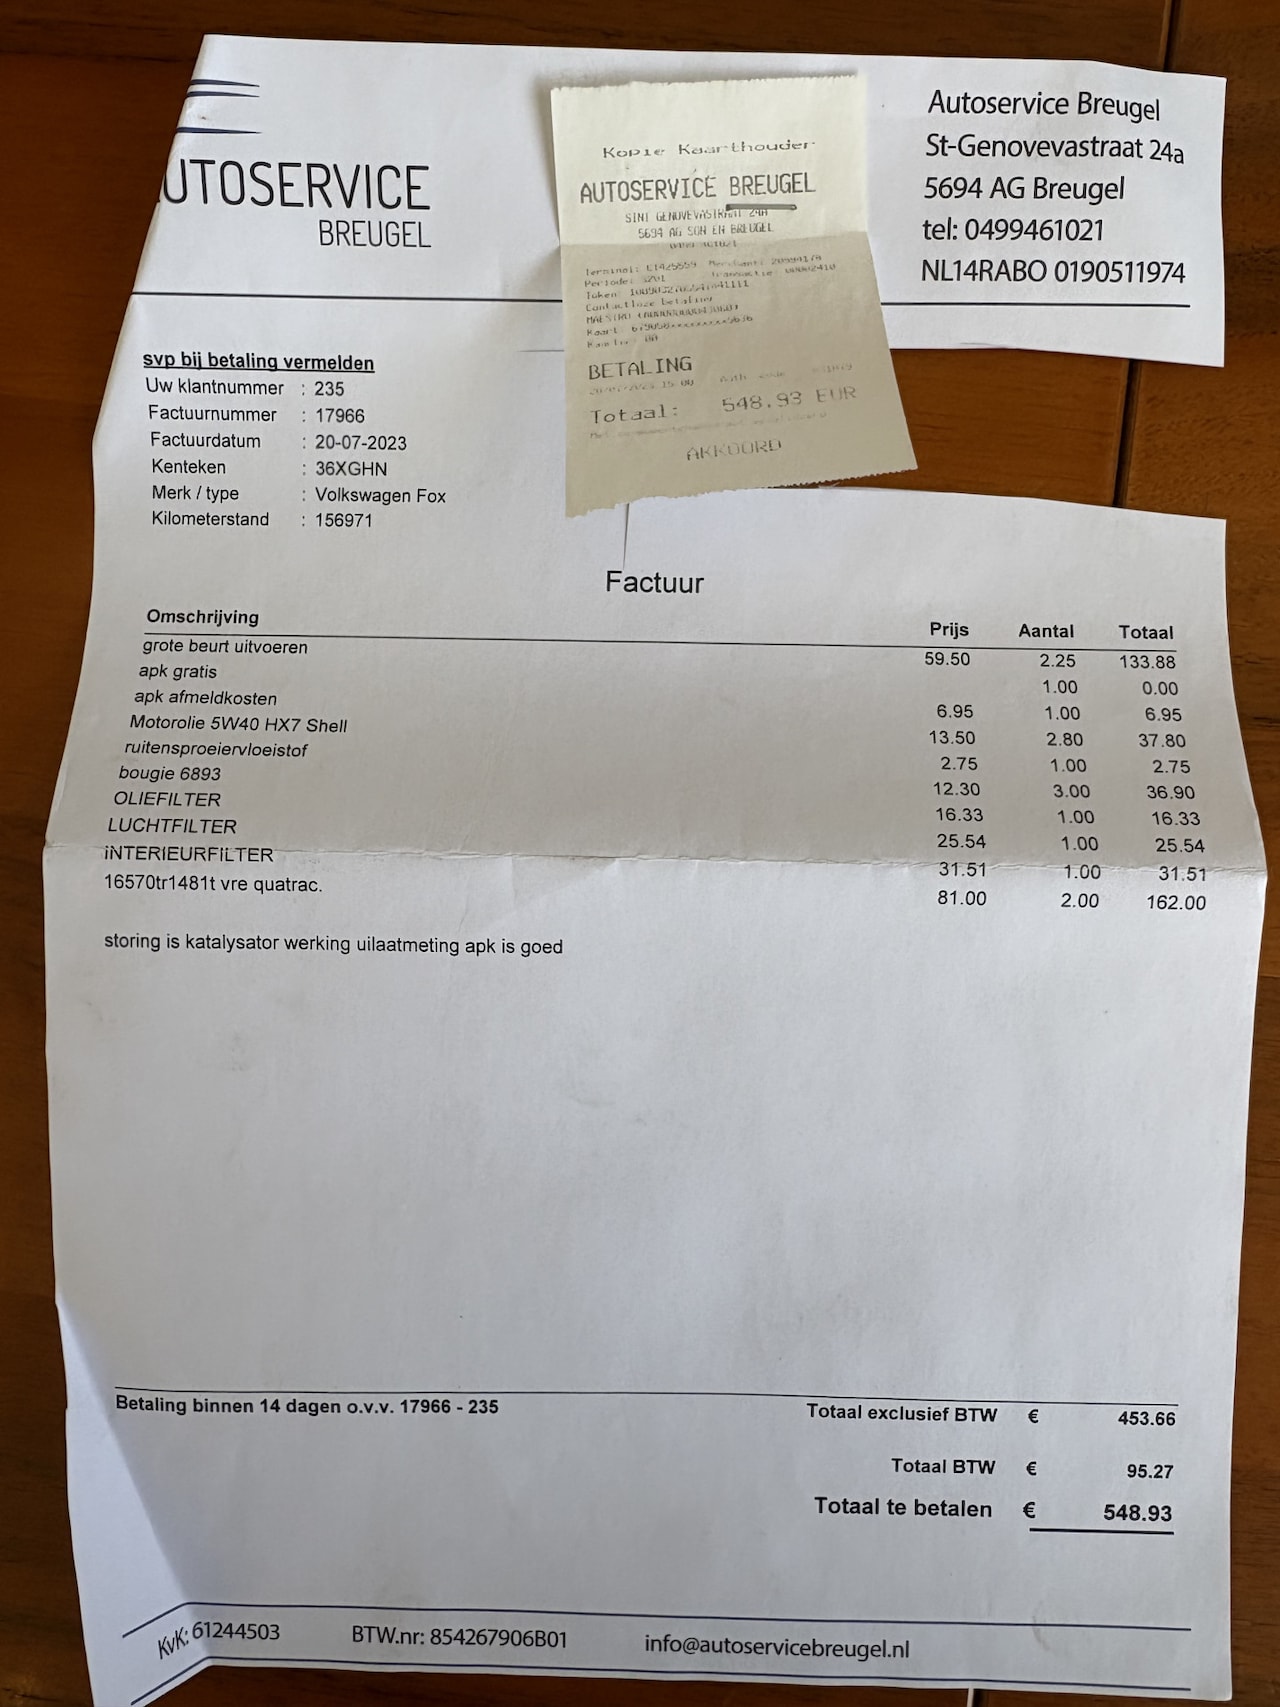 UTOSERVICE
BREUGEL
Kopie Kaarthouder
AUTOSERVICE BREUGEL
SINT GENOVEVASTRAAT 24A
5694 AG SON EN BREUGEL
Contactloze betaling
BETALING
Totaal: 548.93 EUR
AKKOORD
Autoservice Breugel
St-Genovevastraat 24a
5694 AG Breugel
tel: 0499461021
NL14RABO 0190511974
svp bij betaling vermelden
Uw klantnummer : 235
Factuurnummer : 17966
Factuurdatum : 20-07-2023
Kenteken : 36XGHN
Merk / type : Volkswagen Fox
Kilometerstand : 156971
Factuur
Omschrijving Prijs Aantal Totaal
grote beurt uitvoeren 59.50 2.25 133.88
apk gratis 1.00 0.00
apk afmeldkosten 6.95 1.00 6.95
Motorolie 5W40 HX7 Shell 13.50 2.80 37.80
ruitensproeiervloeistof 2.75 1.00 2.75
bougie 6893 12.30 3.00 36.90
OLIEFILTER 16.33 1.00 16.33
LUCHTFILTER 25.54 1.00 25.54
iNTERIEURFILTER 31.51 1.00 31.51
16570tr1481t vre quatrac. 81.00 2.00 162.00
storing is katalysator werking uilaatmeting apk is goed
Betaling binnen 14 dagen o.v.v. 17966 - 235
Totaal exclusief BTW € 453.66
Totaal BTW € 95.27
Totaal te betalen € 548.93
KvK: 61244503 BTW.nr: 854267906B01 info@autoservicebreugel.nl